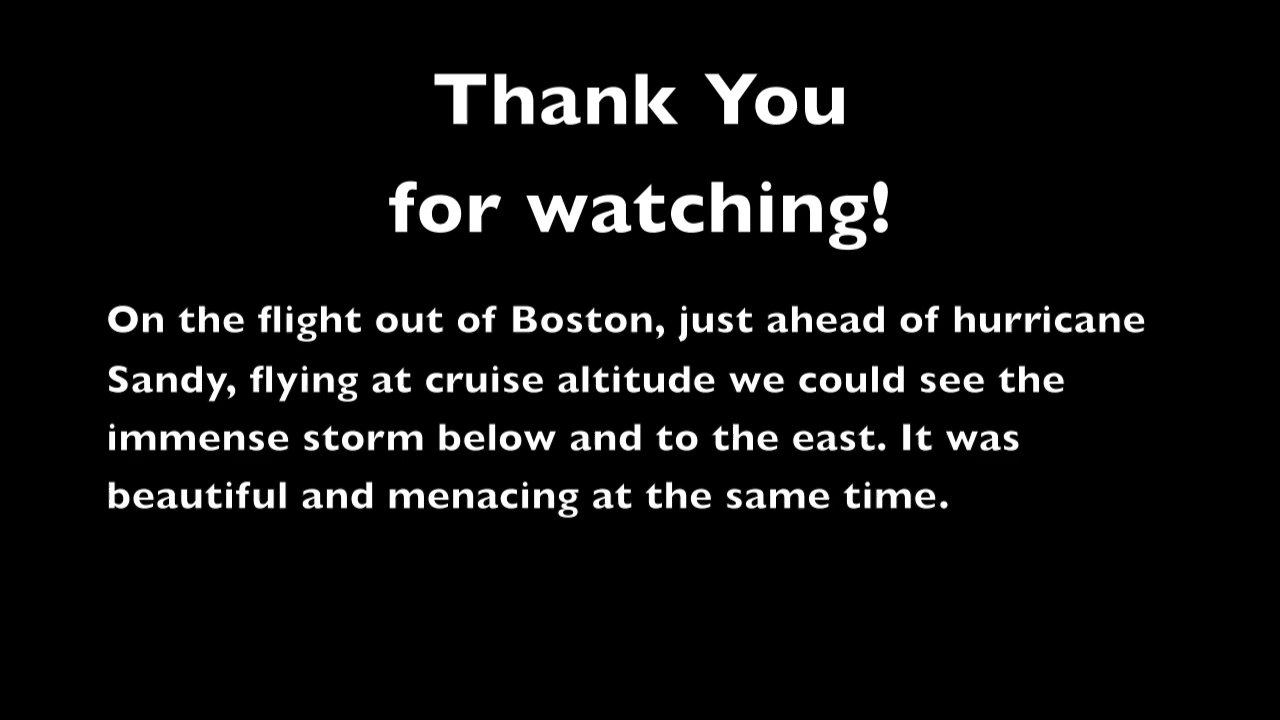 Thank You
for watching!
On the flight out of Boston, just ahead of hurricane
Sandy, flying at cruise altitude we could see the
immense storm below and to the east. It was
beautiful and menacing at the same time.